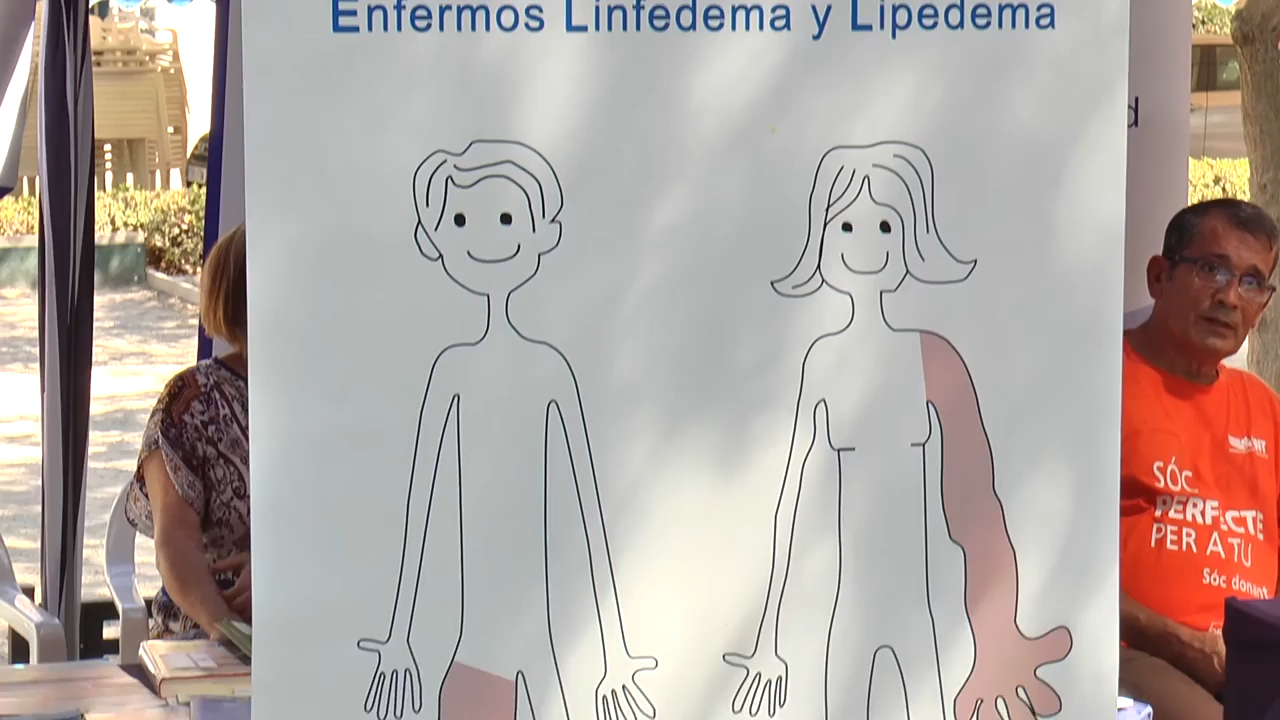 Enfermos Linfedema y Lipedema
d
SÓC
PERFECTE
PER A TU
Sóc donant